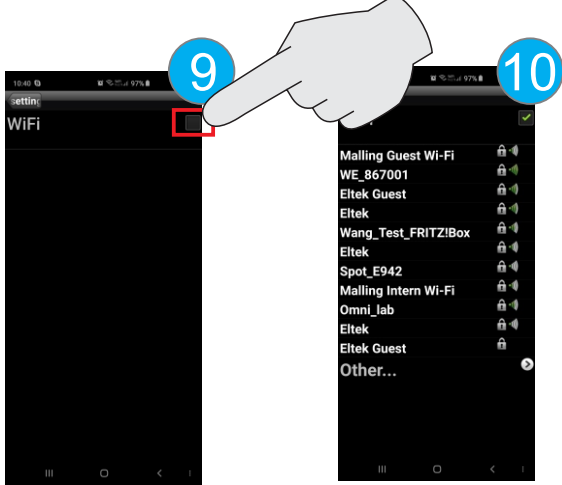 9
10:40
97%
setting
WiFi
10
97%
Malling Guest Wi-Fi
WE_867001
Eltek Guest
Eltek
Wang_Test_FRITZ!Box
Eltek
Spot_E942
Malling Intern Wi-Fi
Omni_lab
Eltek
Eltek Guest
Other...